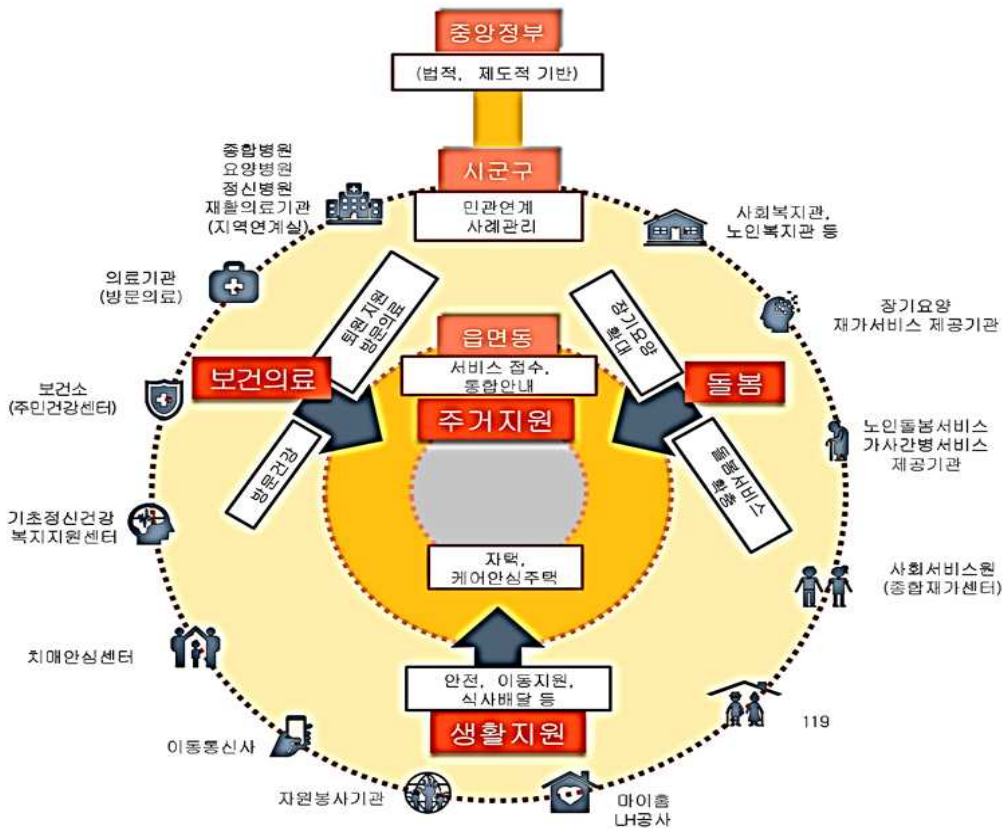 중앙정부
(법적, 제도적 기반)
시군구
민관연계
사례관리
종합병원
요양병원
정신병원
재활의료기관
(지역연계실)
사회복지관,
노인복지관 등
의료기관
(방문의료)
장기요양
재가서비스 제공기관
퇴원 지원
방문의료
장기요양
확대
읍면동
서비스 접수,
통합안내
보건의료
돌봄
주거지원
보건소
(주민건강센터)
노인돌봄서비스
가사간병서비스
제공기관
방문건강
돌봄서비스
확충
기초정신건강
복지지원센터
자택,
케어안심주택
사회서비스원
(종합재가센터)
치매안심센터
안전, 이동지원,
식사배달 등
생활지원
119
이동통신사
자원봉사기관
마이홈
LH공사